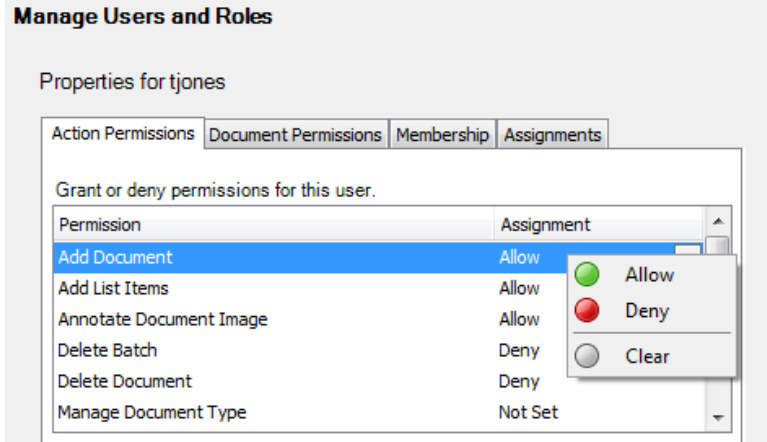 Manage Users and Roles
Properties for tjones
Action Permissions Document Permissions Membership Assignments
Grant or deny permissions for this user.
Permission Assignment
Add Document Allow
Add List Items Allow
Annotate Document Image Allow
Delete Batch Deny
Delete Document Deny
Manage Document Type Not Set
Allow
Deny
Clear